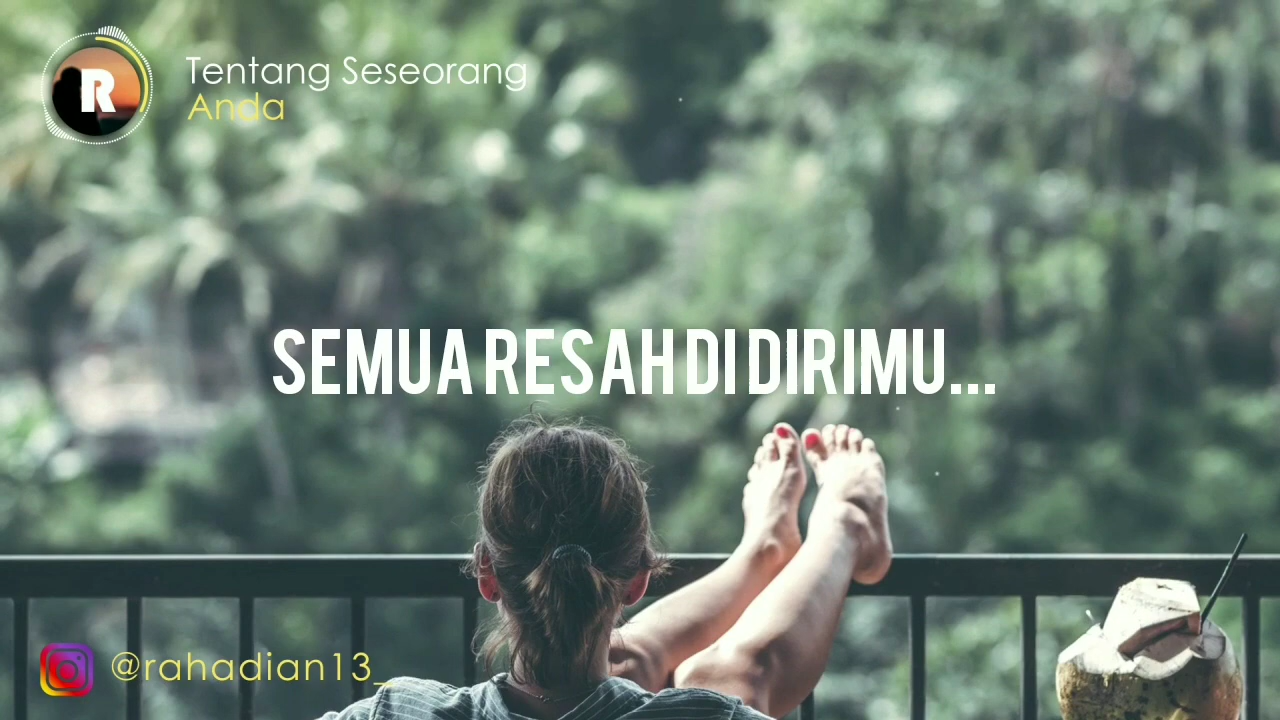 R
Tentang Seseorang
Anda
SEMUA RESAH DI DIRIMU...
@rahadian13_